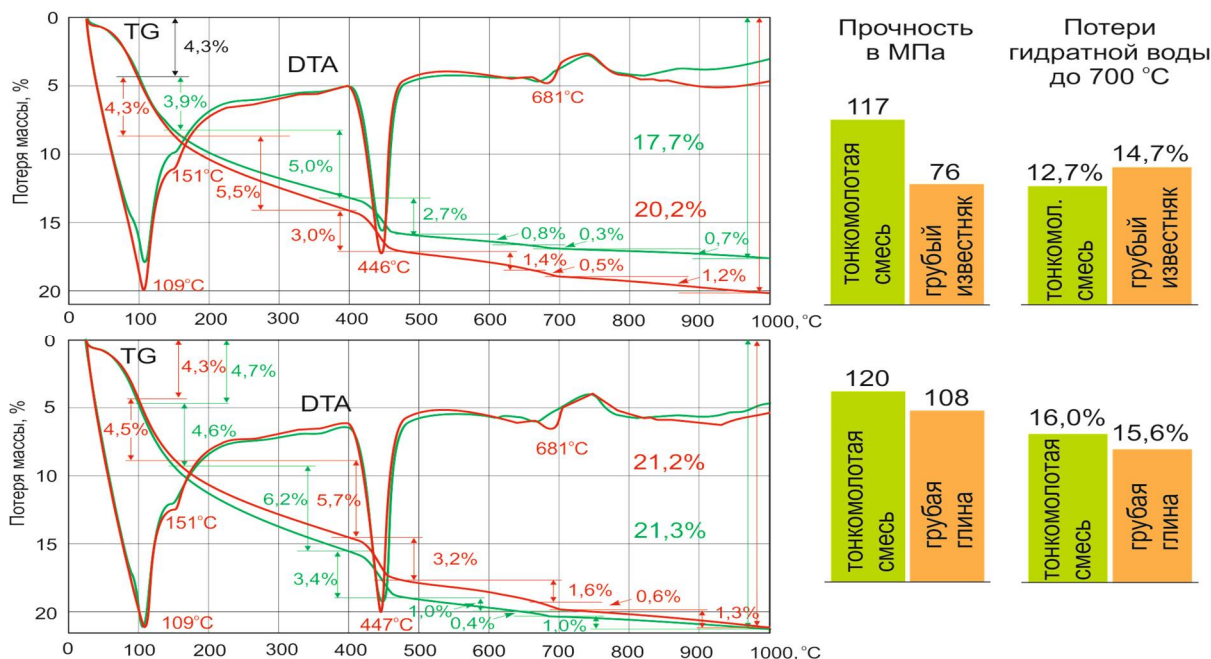 0
5
10
15
20
Потеря массы, %
TG
DTA
4,3%
4,3%
3,9%
5,0%
5,5%
151°C
2,7%
3,0%
109°C
446°C
681°C
17,7%
20,2%
0,8%
0,3%
0,7%
1,4%
0,5%
1,2%
0 100 200 300 400 500 600 700 800 900 1000,°C
Прочность
в МПа
117
76
тонкомолотая
смесь
грубый
известняк
Потери
гидратной воды
до 700 °C
12,7%
14,7%
тонкомол.
смесь
грубый
известняк
0
5
10
15
20
Потеря массы, %
TG
DTA
4,3%
4,7%
4,5%
4,6%
6,2%
5,7%
151°C
3,2%
3,4%
109°C
447°C
681°C
21,2%
21,3%
1,6%
0,6%
1,3%
1,0%
0,4%
1,0%
0 100 200 300 400 500 600 700 800 900 1000,°C
120
108
тонкомолотая
смесь
грубая
глина
16,0%
15,6%
тонкомолотая
смесь
грубая
глина